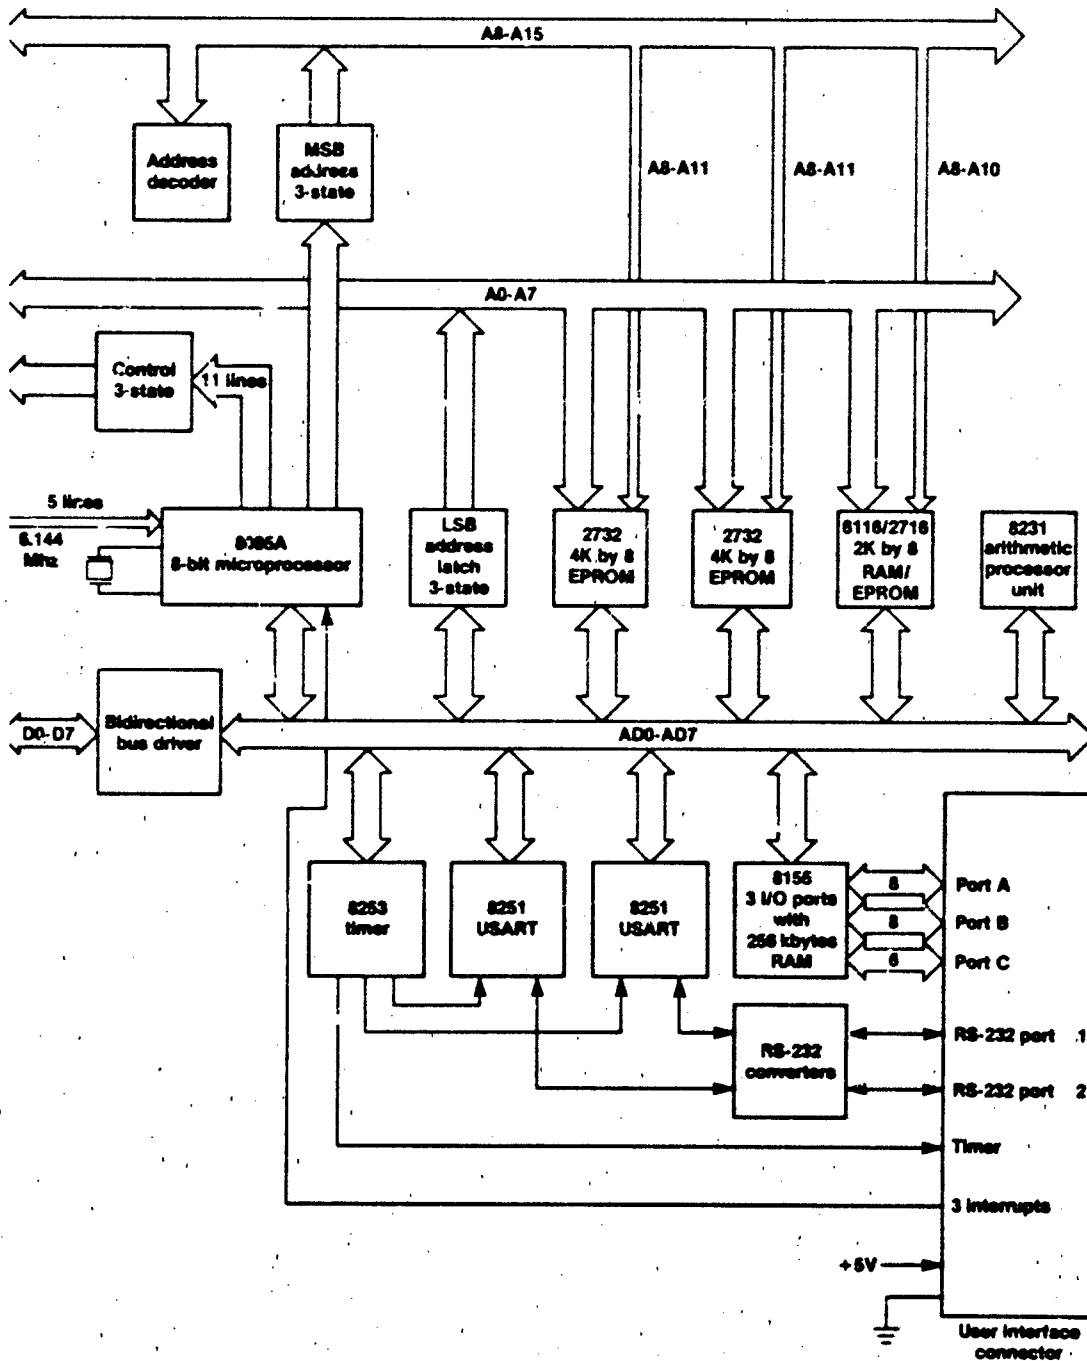 A8-A15
Address
decoder
MSB
address
3-state
A8-A11
A8-A11
A8-A10
A0-A7
Control
3-state
11 lines
5 lines
6.144
Mhz
8085A
8-bit microprocessor
LSB
address
latch
3-state
2732
4K by 8
EPROM
2732
4K by 8
EPROM
6116/2716
2K by 8
RAM/
EPROM
8231
arithmetic
processor
unit
D0-D7
Bidirectional
bus driver
AD0-AD7
8253
timer
8251
USART
8251
USART
8155
3 I/O ports
with
256 kbytes
RAM
8
Port A
8
Port B
6
Port C
RS-232
converters
RS-232 port 1
RS-232 port 2
Timer
3 interrupts
+5V
User interface
connector